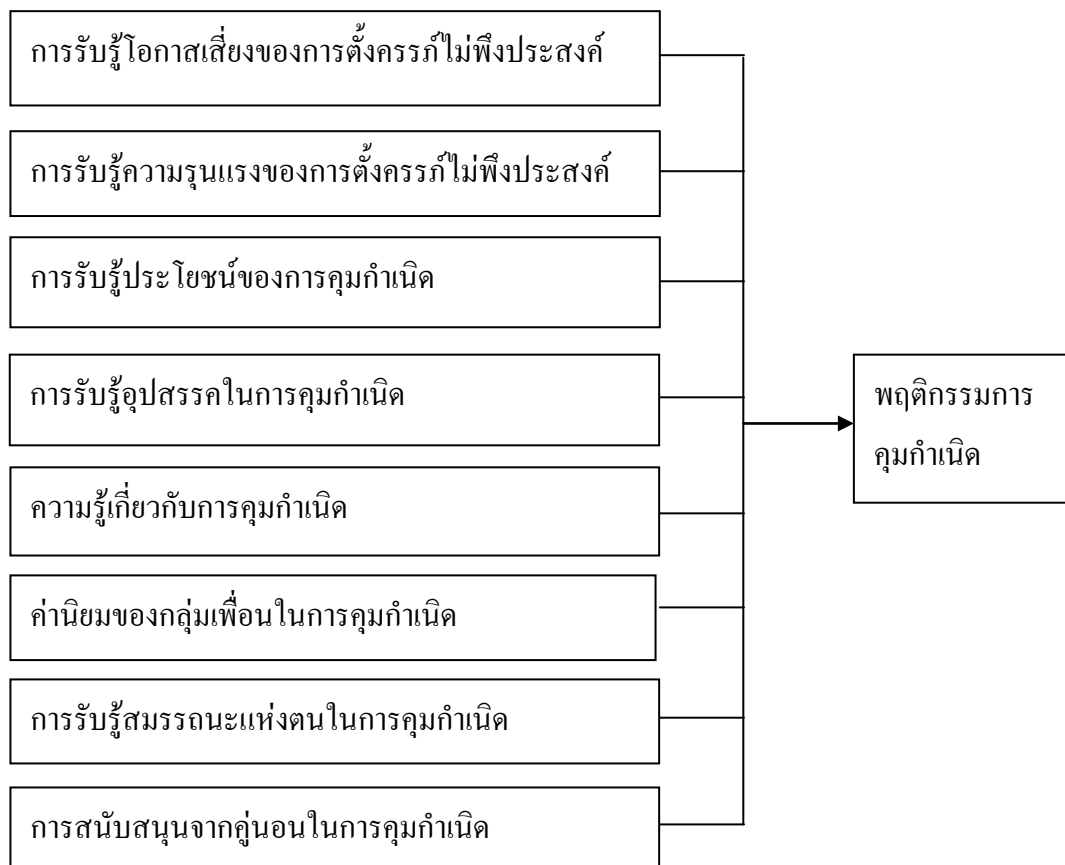 การรับรู้โอกาสเสี่ยงของการตั้งครรภ์ไม่พึงประสงค์
การรับรู้ความรุนแรงของการตั้งครรภ์ไม่พึงประสงค์
การรับรู้ประโยชน์ของการคุมกำเนิด
การรับรู้อุปสรรคในการคุมกำเนิด
ความรู้เกี่ยวกับการคุมกำเนิด
ค่านิยมของกลุ่มเพื่อนในการคุมกำเนิด
การรับรู้สมรรถนะแห่งตนในการคุมกำเนิด
การสนับสนุนจากคู่นอนในการคุมกำเนิด
พฤติกรรมการ
คุมกำเนิด